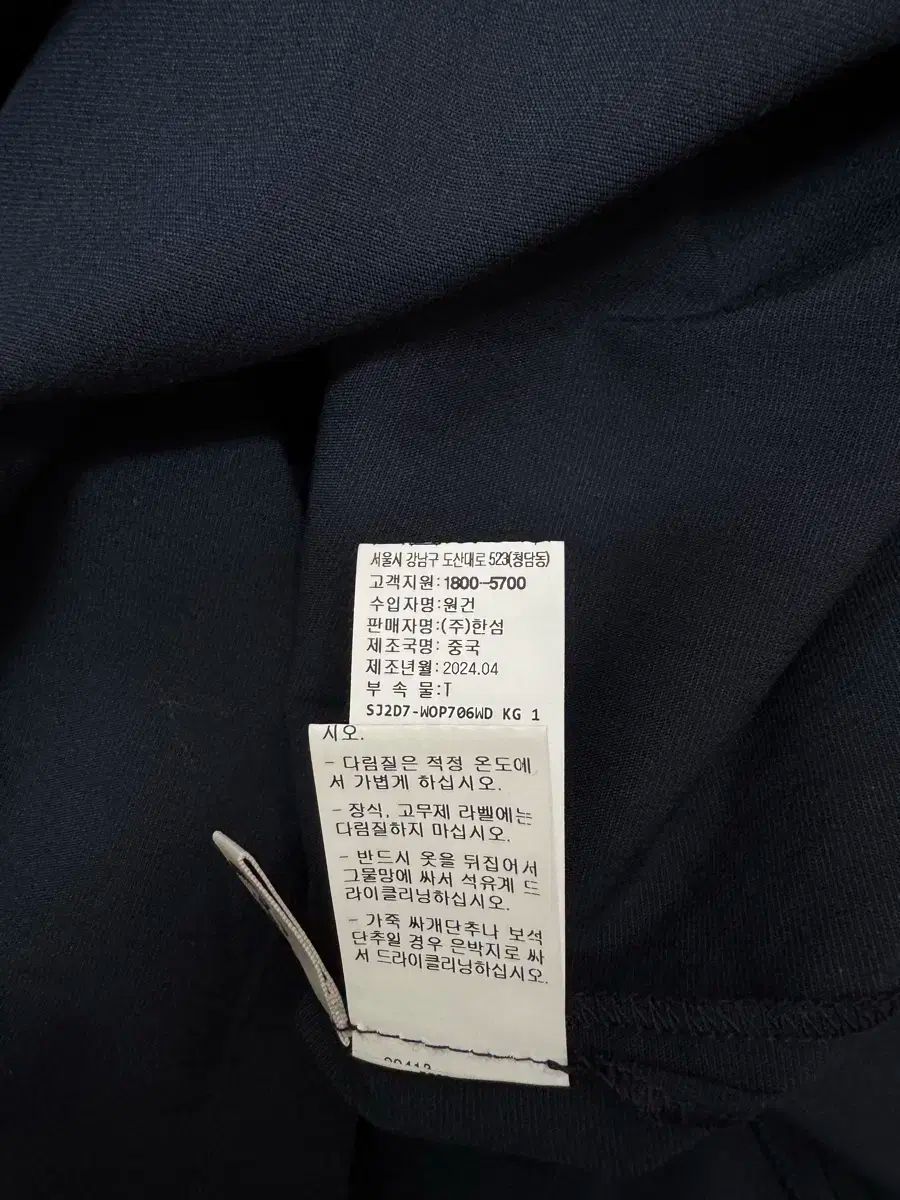 서울시 강남구 도산대로 523(청담동)
고객지원:1800-5700
수입자명:원건
판매자명:(주)한섬
제조국명: 중국
제조년월:2024.04
부 속 물:T
SJ2D7-WOP706WD KG 1
시오.
- 다림질은 적정 온도에
서 가볍게 하십시오.
- 장식, 고무제 라벨에는
다림질하지 마십시오.
- 반드시 옷을 뒤집어서
그물망에 싸서 석유계 드
라이클리닝하십시오.
- 가죽 싸개단추나 보석
단추일 경우 은박지로 싸
서 드라이클리닝하십시오.